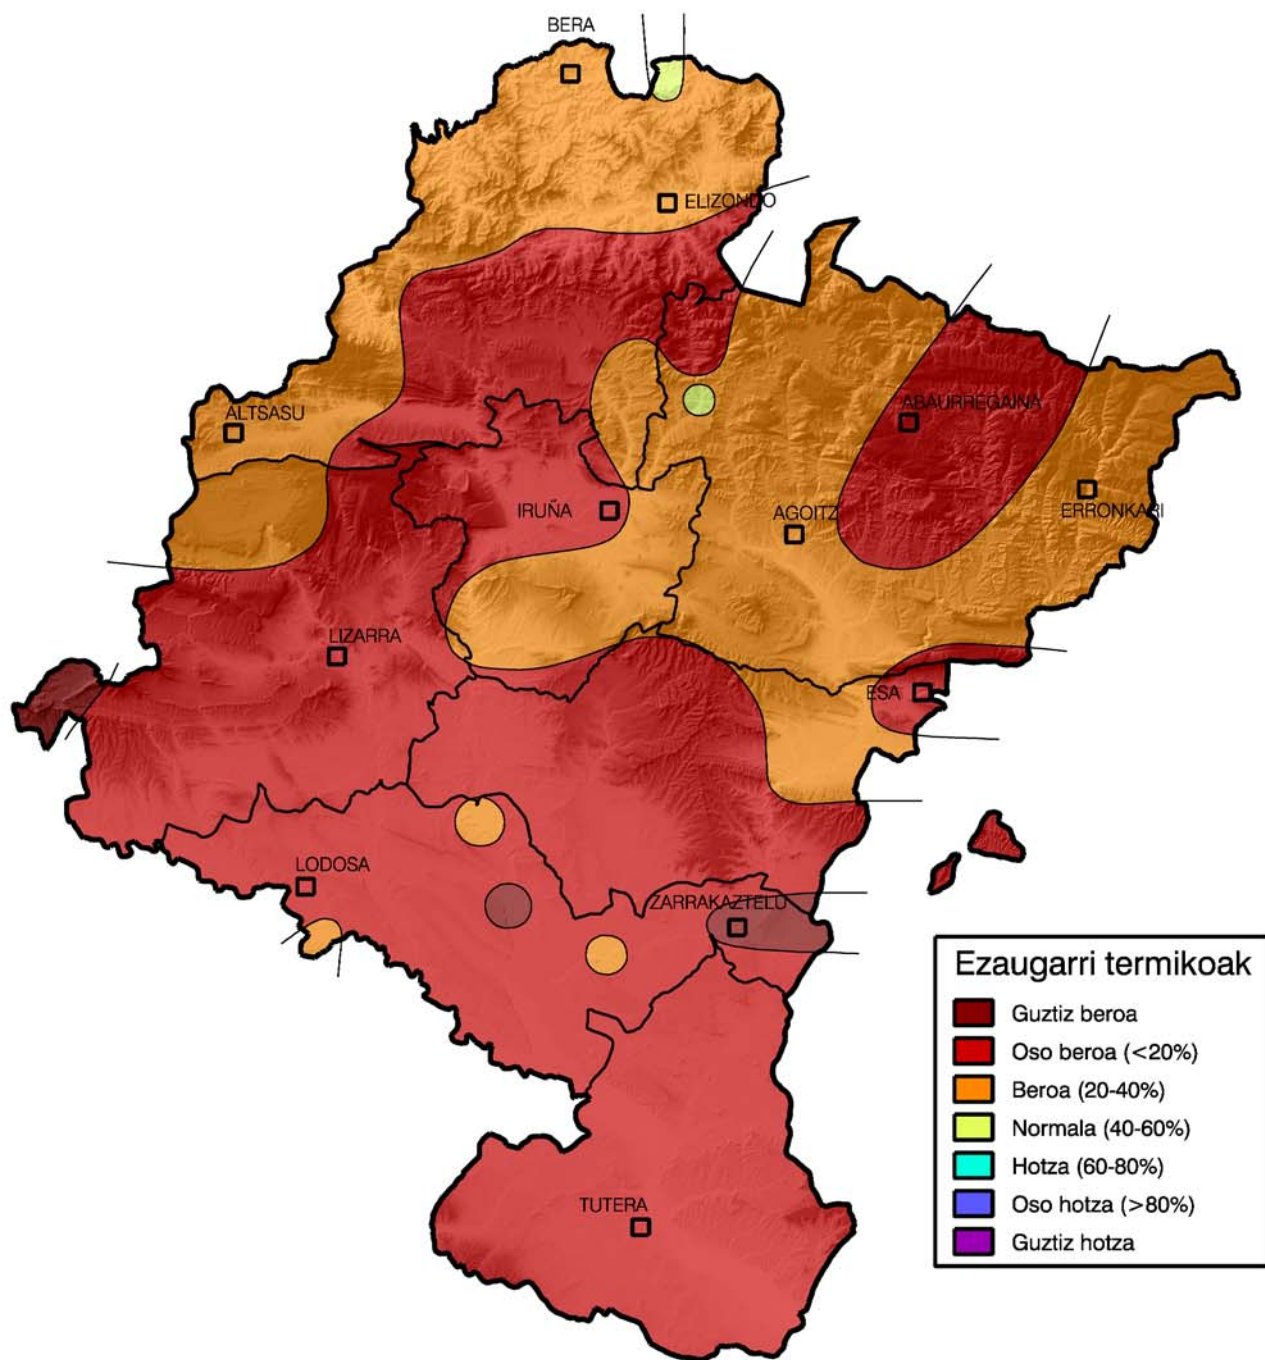 BERA
ELIZONDO
ALTSASU
ABAURREGAINA
IRUÑA
AGOITZ
ERRONKARI
LIZARRA
ESA
LODOSA
ZARRAKAZTELU
TUTERA
Ezaugarri termikoak
Guztiz beroa
Oso beroa (<20%)
Beroa (20-40%)
Normala (40-60%)
Hotza (60-80%)
Oso hotza (>80%)
Guztiz hotza